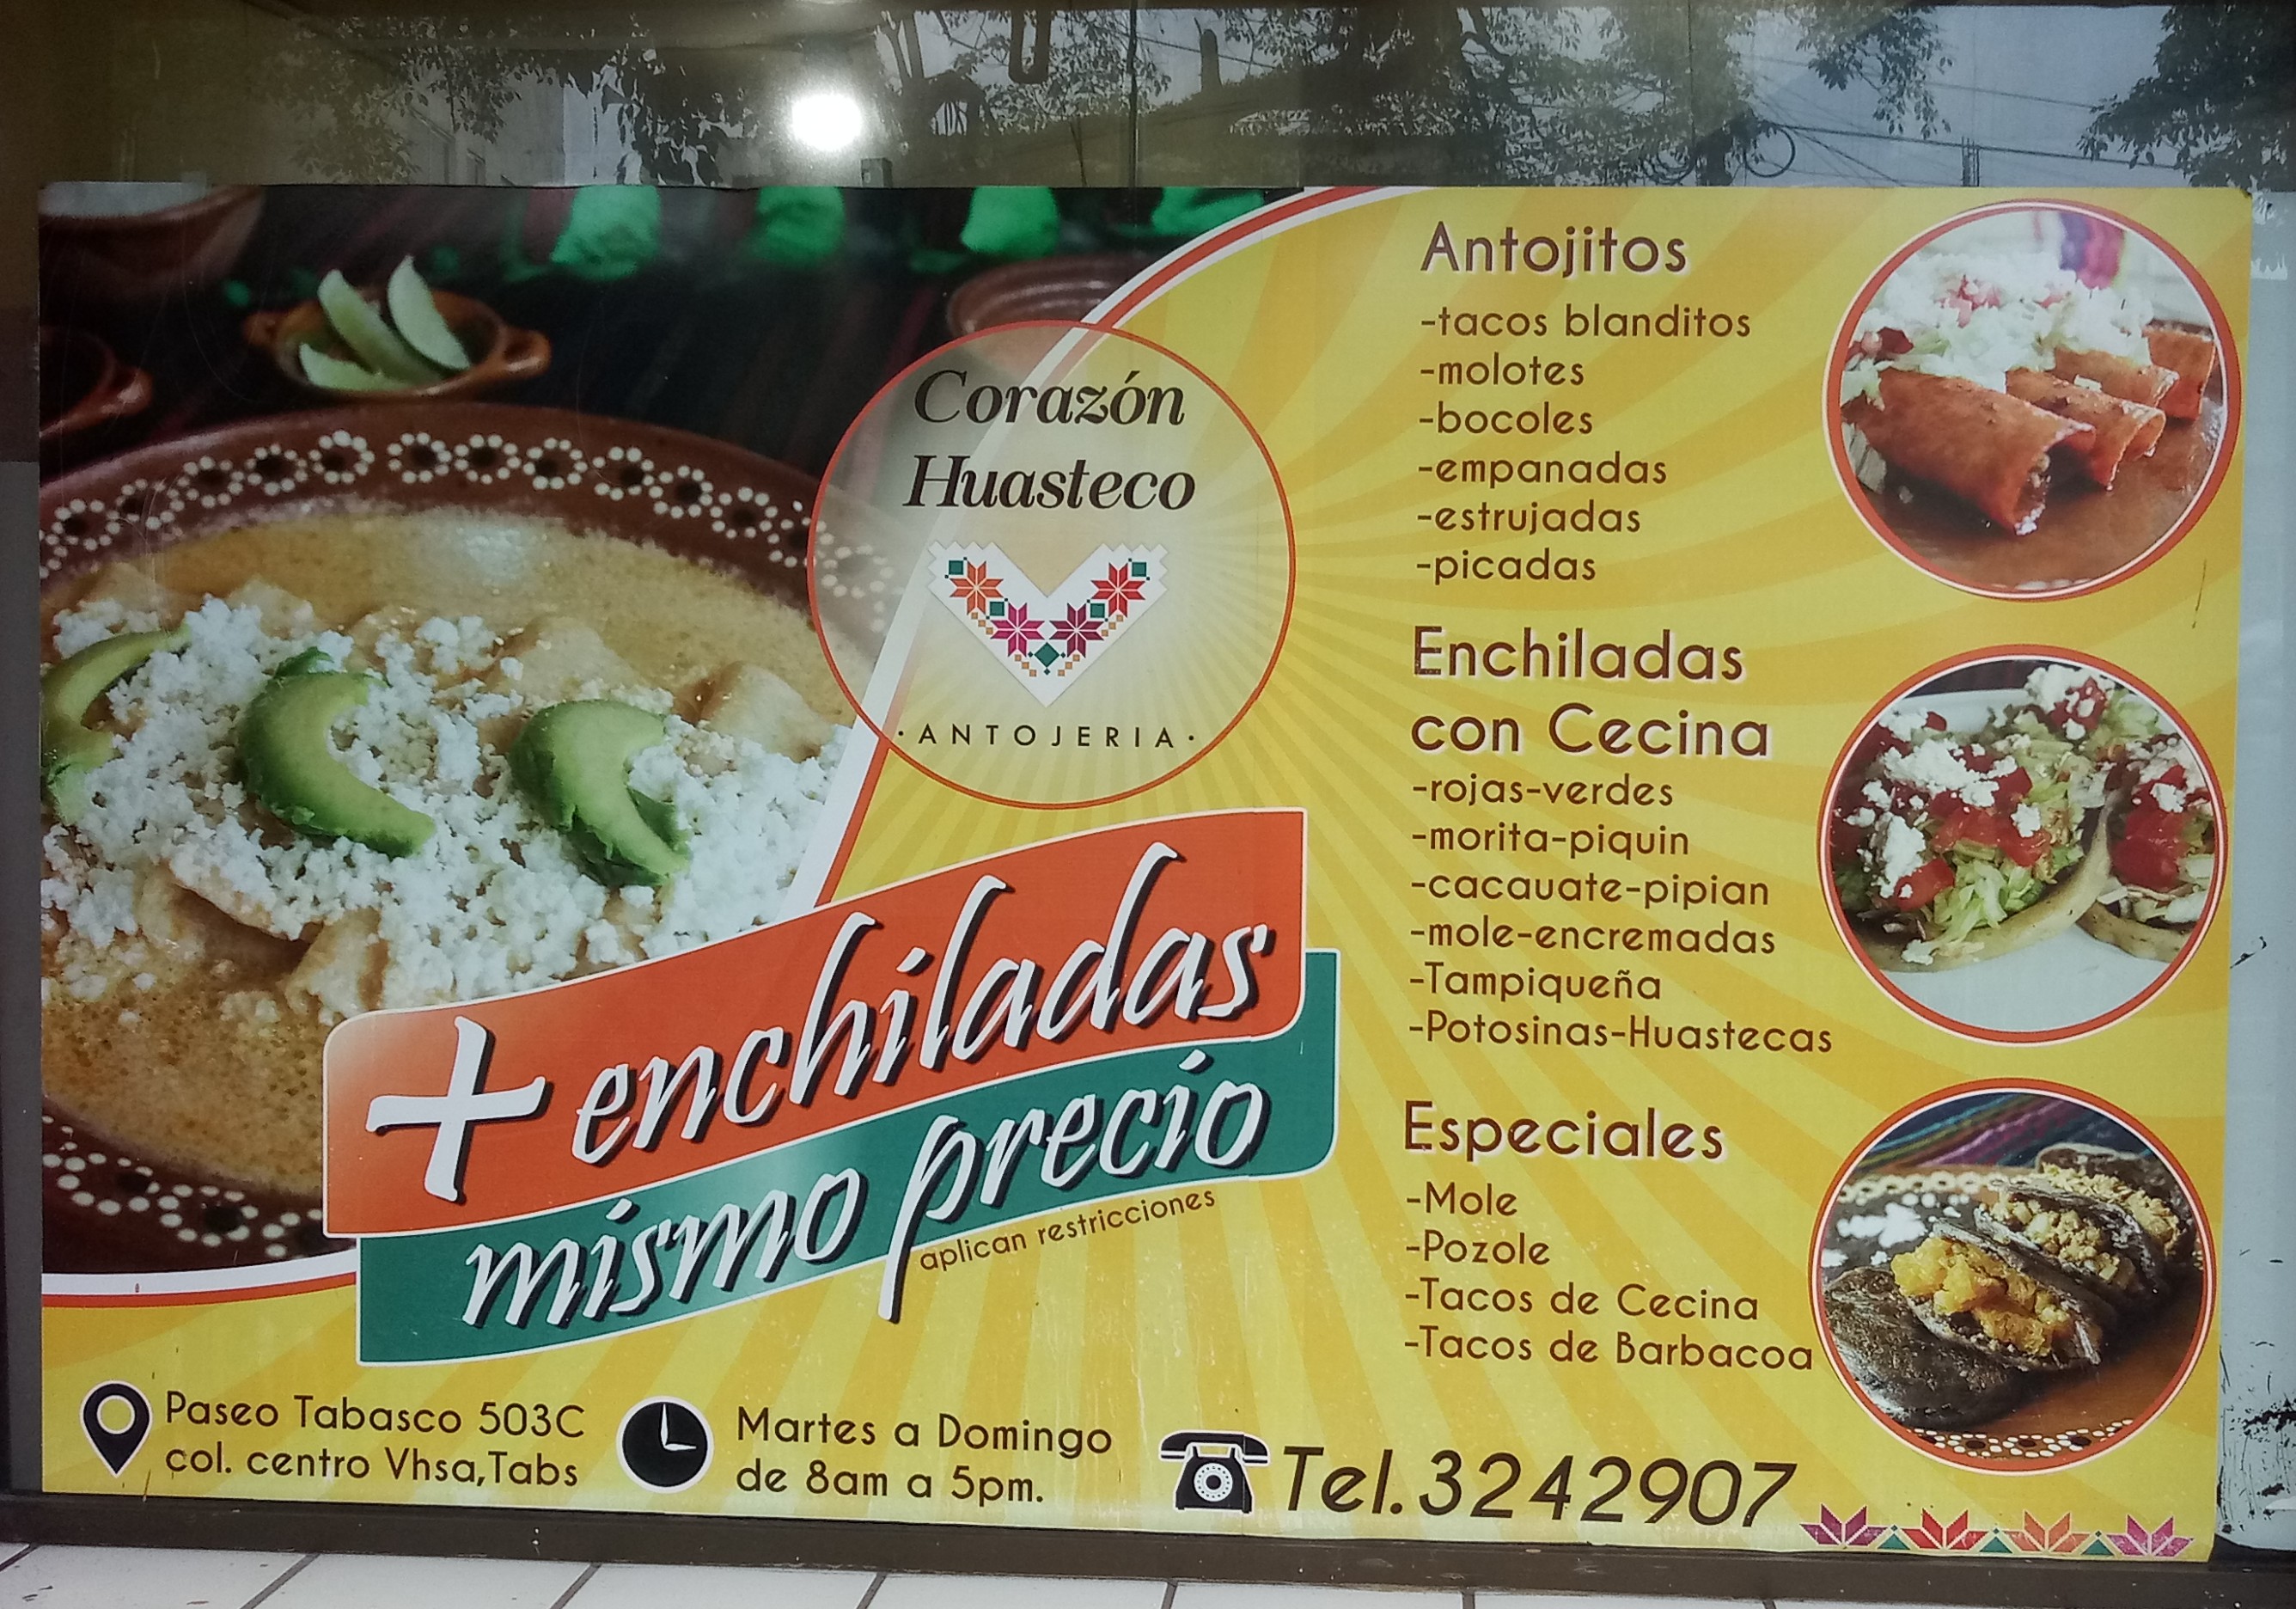 Corazón
Huasteco
·ANTOJERIA·
+ enchiladas
mismo precio
aplican restricciones
Antojitos
-tacos blanditos
-molotes
-bocoles
-empanadas
-estrujadas
-picadas
Enchiladas
con Cecina
-rojas-verdes
-morita-piquin
-cacauate-pipian
-mole-encremadas
-Tampiqueña
-Potosinas-Huastecas
Especiales
-Mole
-Pozole
-Tacos de Cecina
-Tacos de Barbacoa
Paseo Tabasco 503C
col. centro Vhsa,Tabs
Martes a Domingo
de 8am a 5pm.
Tel.3242907